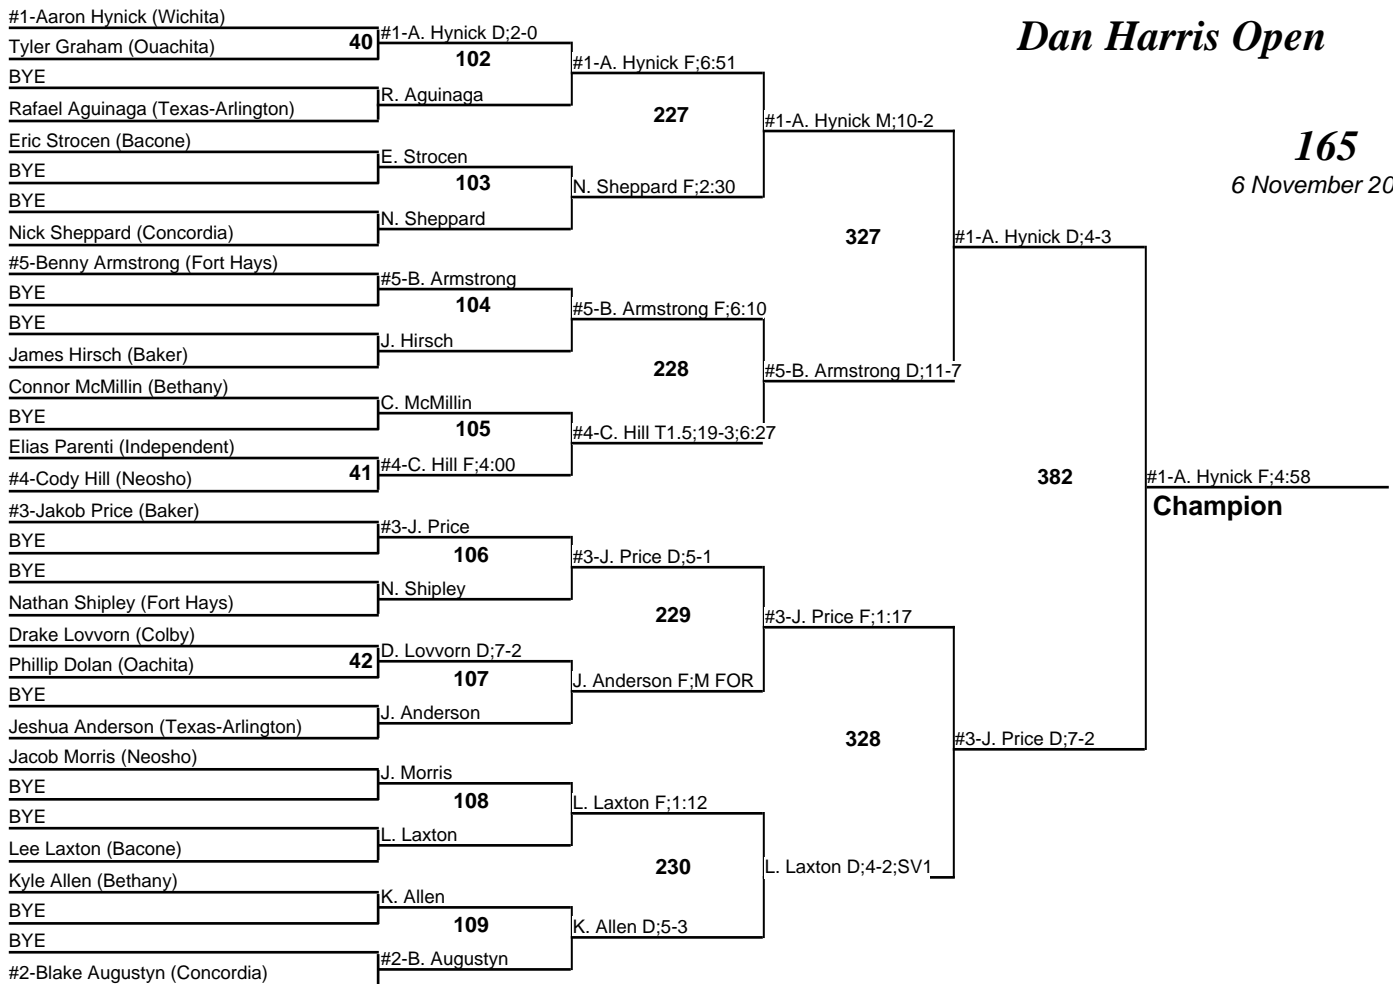 Dan Harris Open
165
6 November 20
#1-Aaron Hynick (Wichita)
Tyler Graham (Ouachita)
BYE
Rafael Aguinaga (Texas-Arlington)
Eric Strocen (Bacone)
BYE
BYE
Nick Sheppard (Concordia)
#5-Benny Armstrong (Fort Hays)
BYE
BYE
James Hirsch (Baker)
Connor McMillin (Bethany)
BYE
Elias Parenti (Independent)
#4-Cody Hill (Neosho)
#3-Jakob Price (Baker)
BYE
BYE
Nathan Shipley (Fort Hays)
Drake Lovvorn (Colby)
Phillip Dolan (Oachita)
BYE
Jeshua Anderson (Texas-Arlington)
Jacob Morris (Neosho)
BYE
BYE
Lee Laxton (Bacone)
Kyle Allen (Bethany)
BYE
BYE
#2-Blake Augustyn (Concordia)
40
41
42
#1-A. Hynick D;2-0
102
R. Aguinaga
E. Strocen
103
N. Sheppard
#5-B. Armstrong
104
J. Hirsch
C. McMillin
105
#4-C. Hill F;4:00
#3-J. Price
106
N. Shipley
D. Lovvorn D;7-2
107
J. Anderson
J. Morris
108
L. Laxton
K. Allen
109
#2-B. Augustyn
#1-A. Hynick F;6:51
227
N. Sheppard F;2:30
#5-B. Armstrong F;6:10
228
#4-C. Hill T1.5;19-3;6:27
#3-J. Price D;5-1
229
J. Anderson F;M FOR
L. Laxton F;1:12
230
K. Allen D;5-3
#1-A. Hynick M;10-2
327
#5-B. Armstrong D;11-7
#3-J. Price F;1:17
328
L. Laxton D;4-2;SV1
#1-A. Hynick D;4-3
382
#3-J. Price D;7-2
#1-A. Hynick F;4:58
Champion